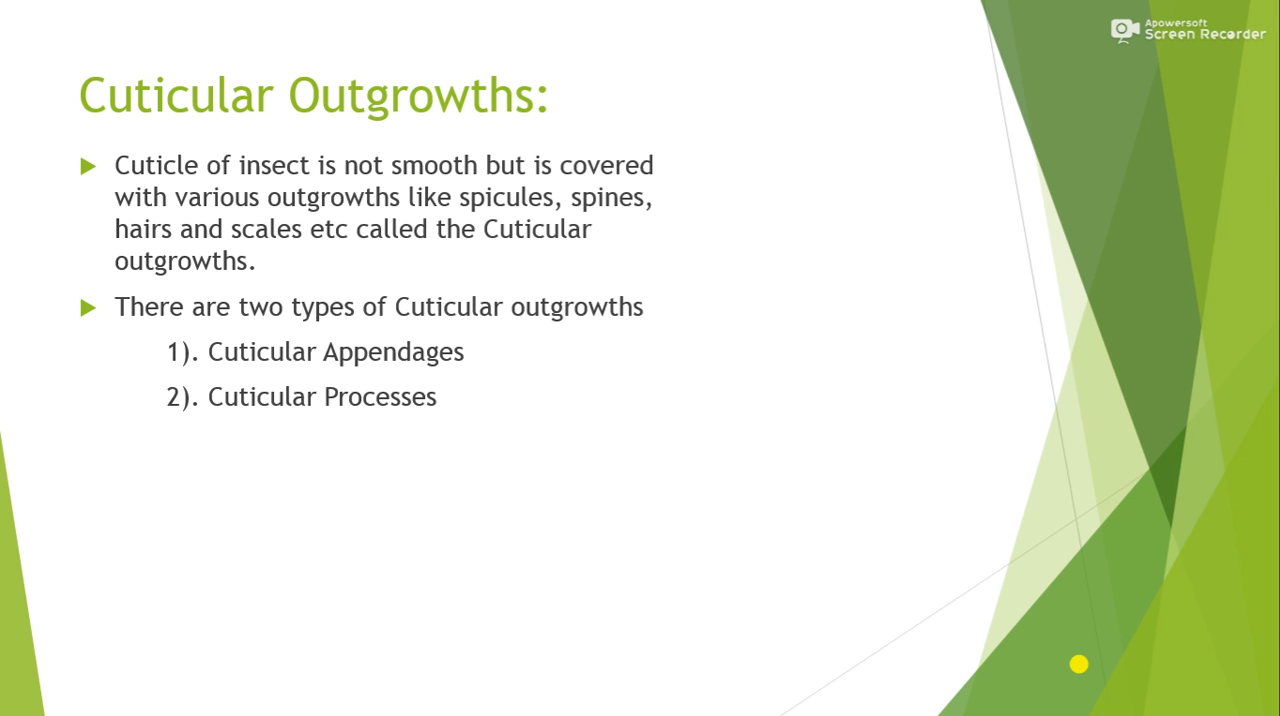 Apowersoft
Screen Recorder
Cuticular Outgrowths:
Cuticle of insect is not smooth but is covered
with various outgrowths like spicules, spines,
hairs and scales etc called the Cuticular
outgrowths.
There are two types of Cuticular outgrowths
1). Cuticular Appendages
2). Cuticular Processes